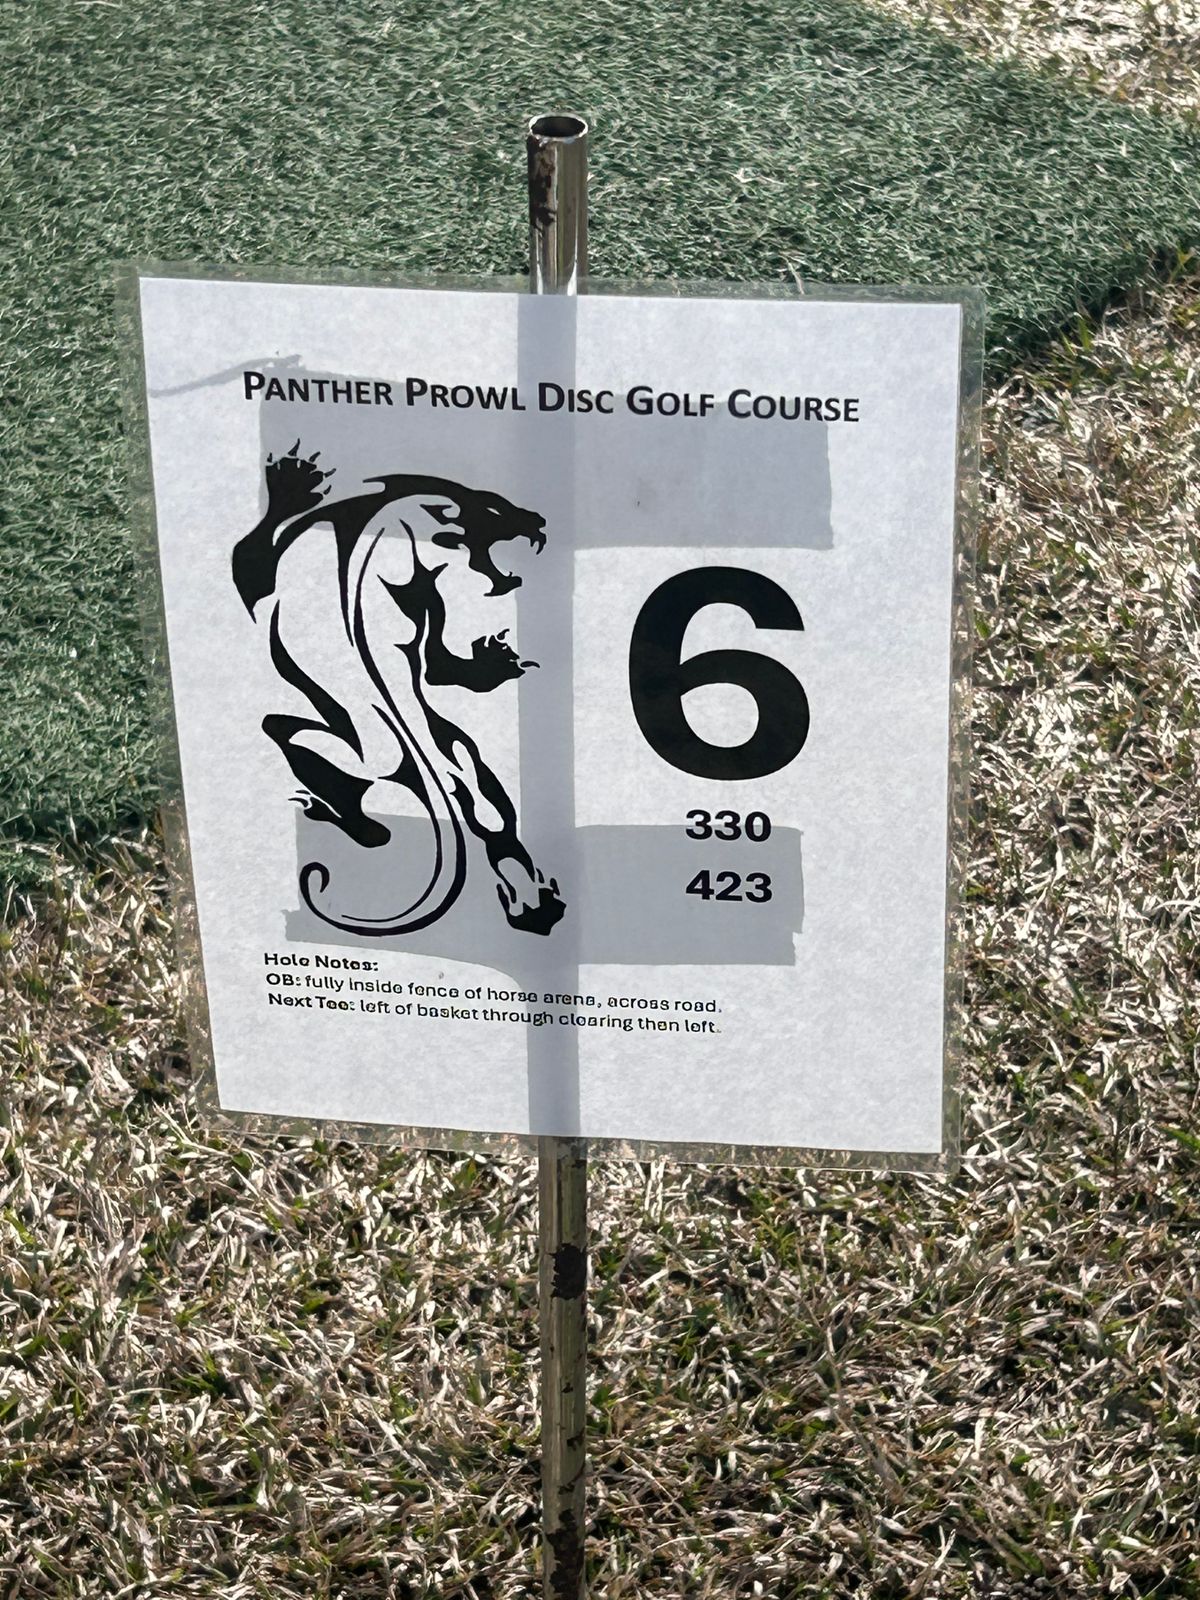 PANTHER PROWL DISC GOLF COURSE
6
330
423
Hole Notes:
OB: fully inside fence of horse arena, across road.
Next Tee: left of basket through clearing then left.